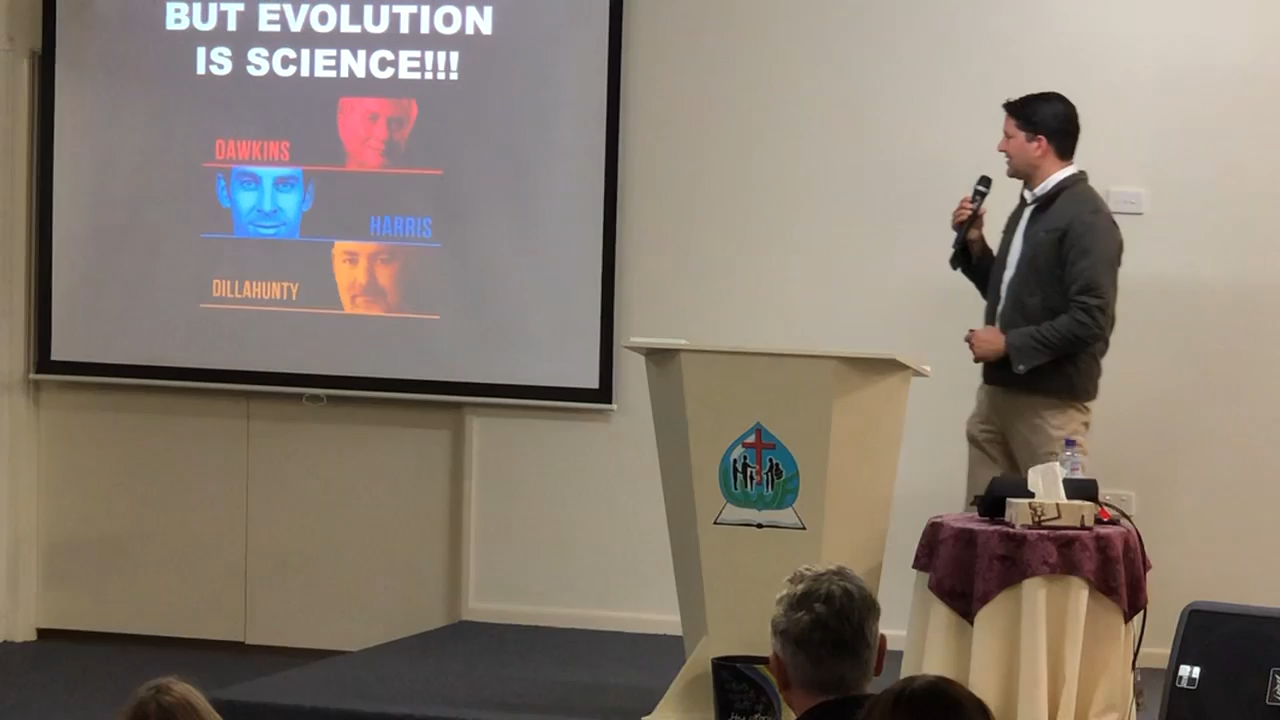 BUT EVOLUTION
IS SCIENCE!!!
DAWKINS
HARRIS
DILLAHUNTY